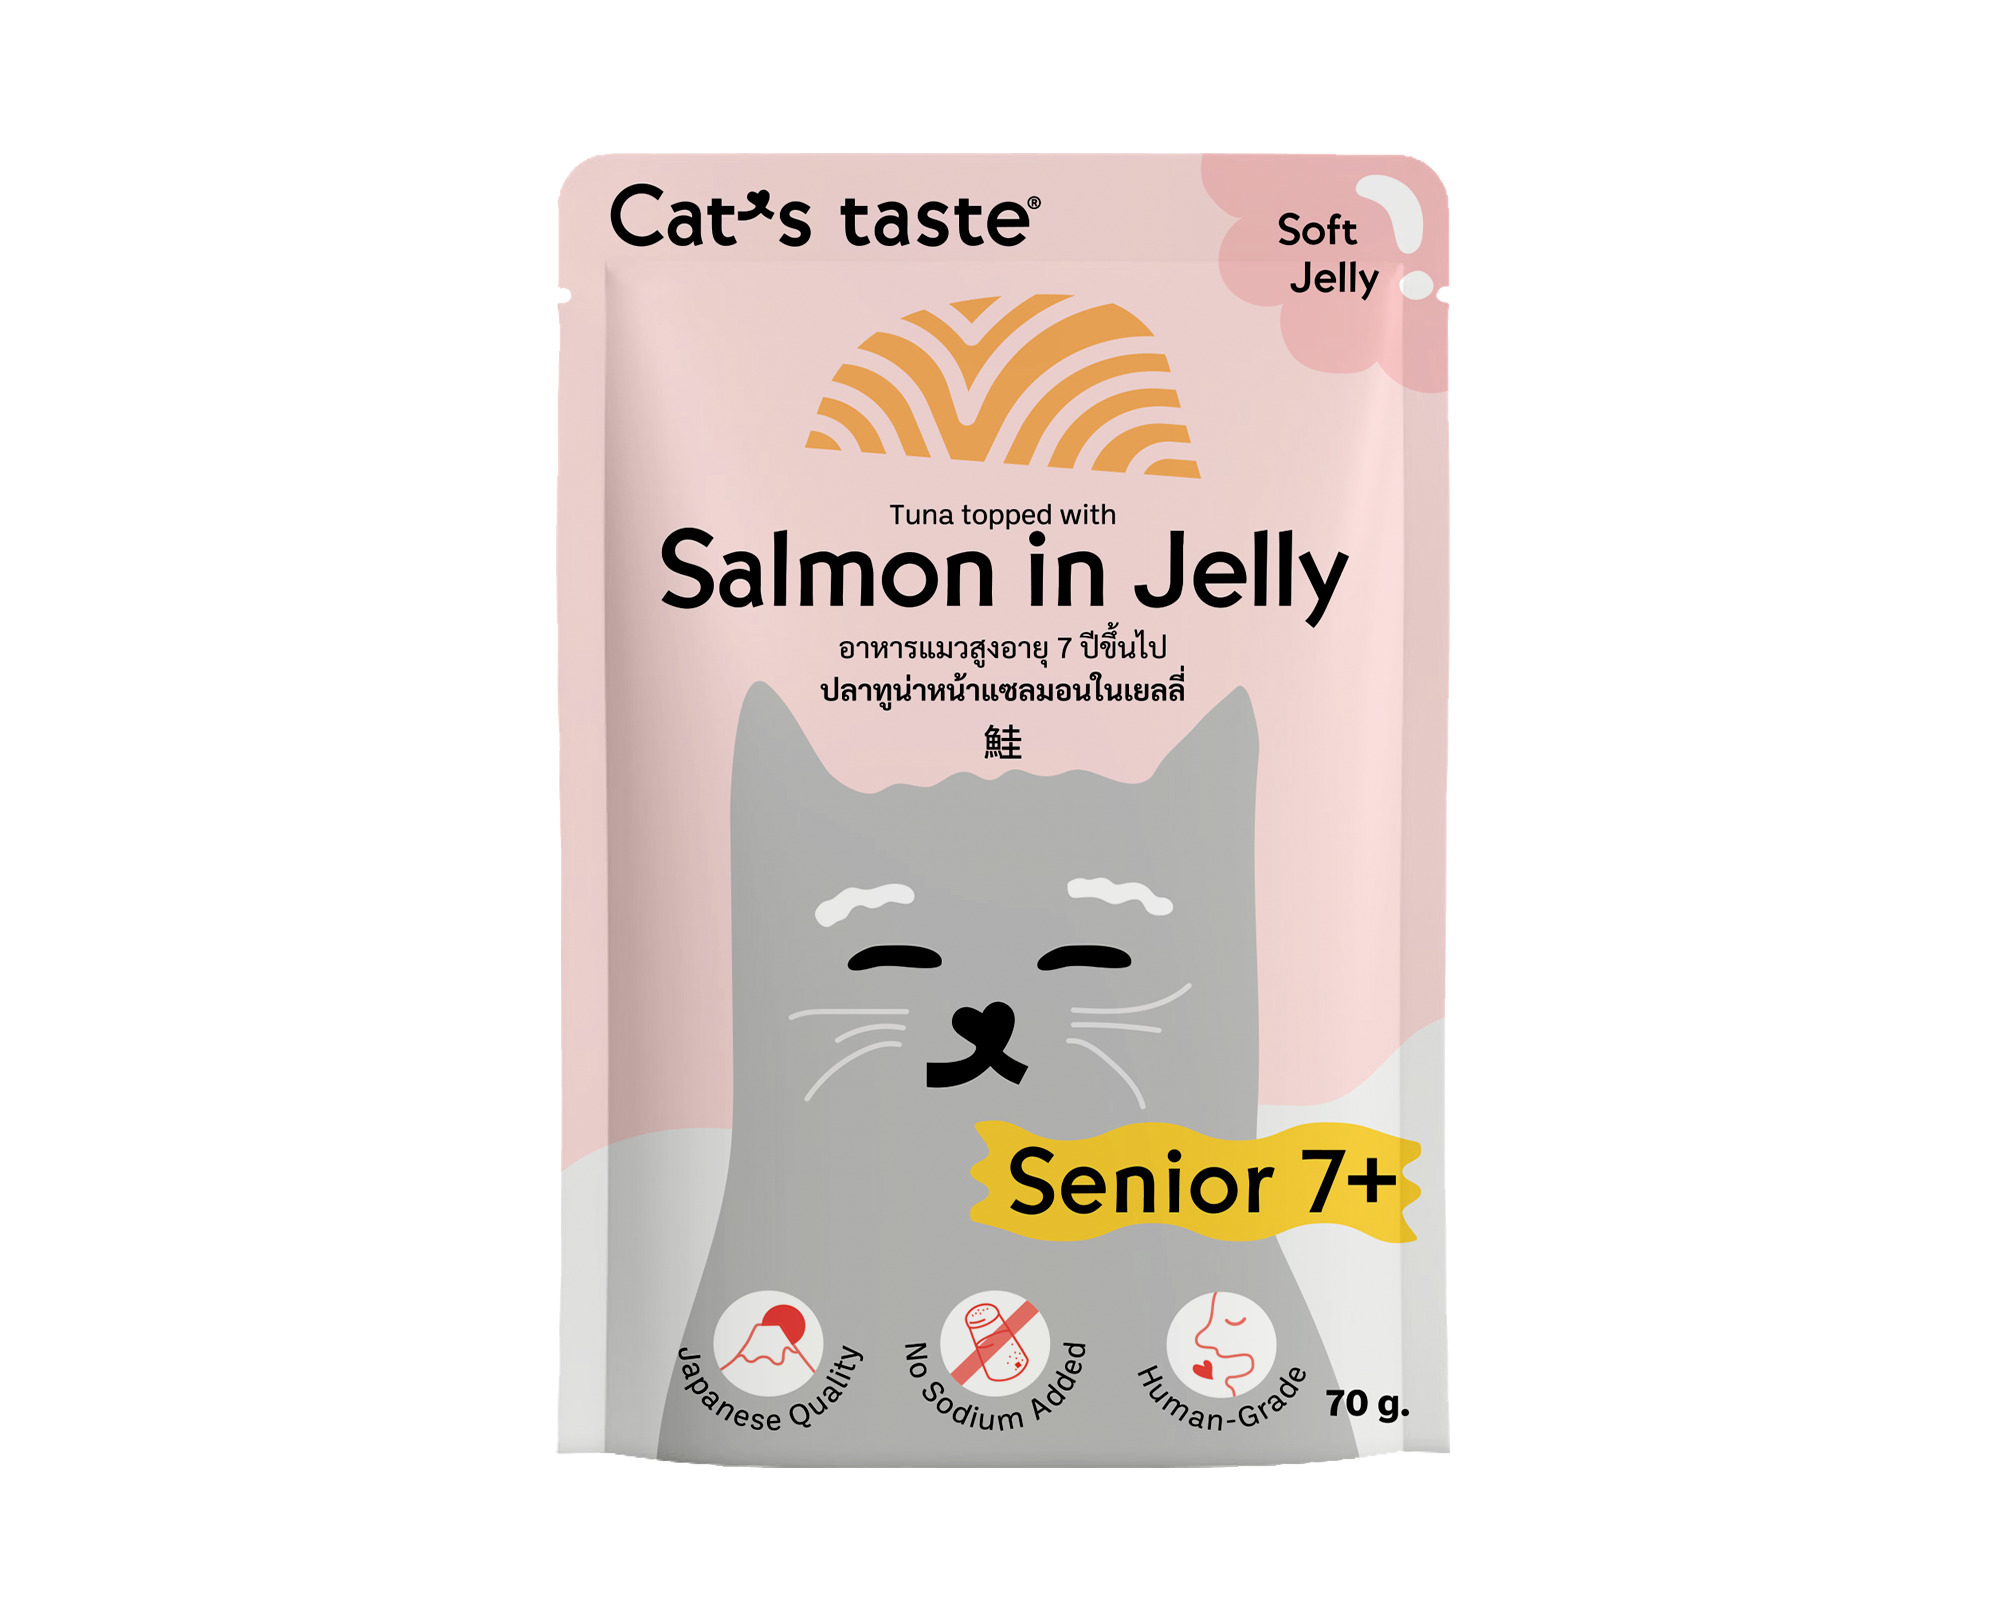 Cat's taste®
Soft
Jelly
Tuna topped with
Salmon in Jelly
อาหารแมวสูงอายุ 7 ปีขึ้นไป
ปลาทูน่าหน้าแซลมอนในเยลลี่
鮭
Senior 7+
Japanese Quality
No Sodium Added
Human-Grade
70 g.